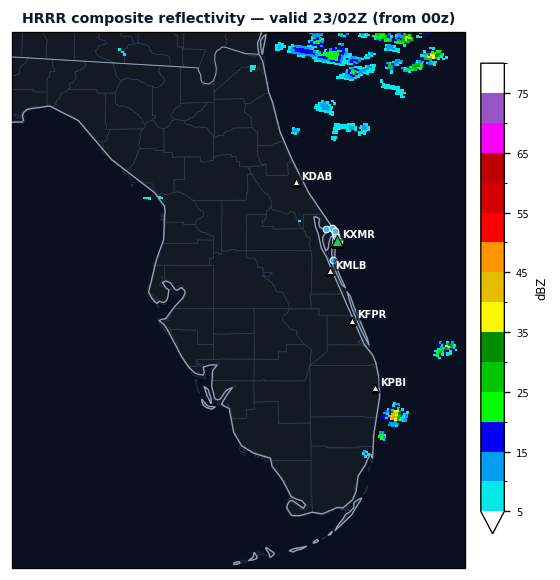 HRRR composite reflectivity — valid 23/02Z (from 00z)
75
65
KDAB
55
KXMR
45
KMLB
dBZ
KFPR
35
KPBI
25
15
5